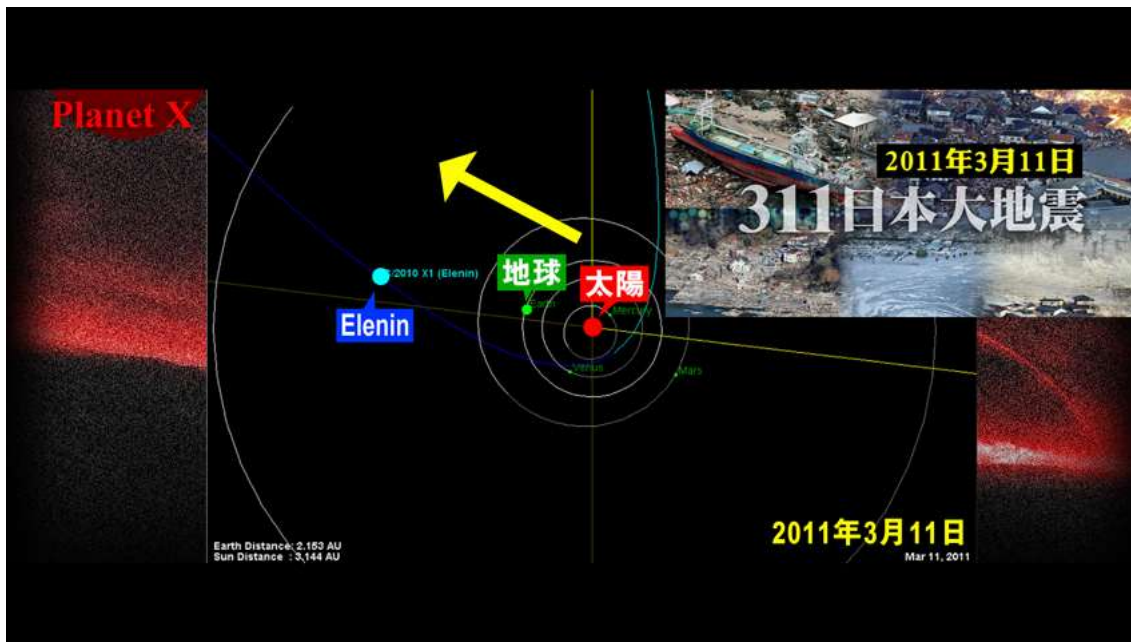 Planet X
2011年3月11日
311日本大地震
/2010 X1 (Elenin)
Elenin
地球
Earth
太陽
Mercury
Venus
Mars
Earth Distance: 2.153 AU
Sun Distance : 3.144 AU
2011年3月11日
Mar 11, 2011